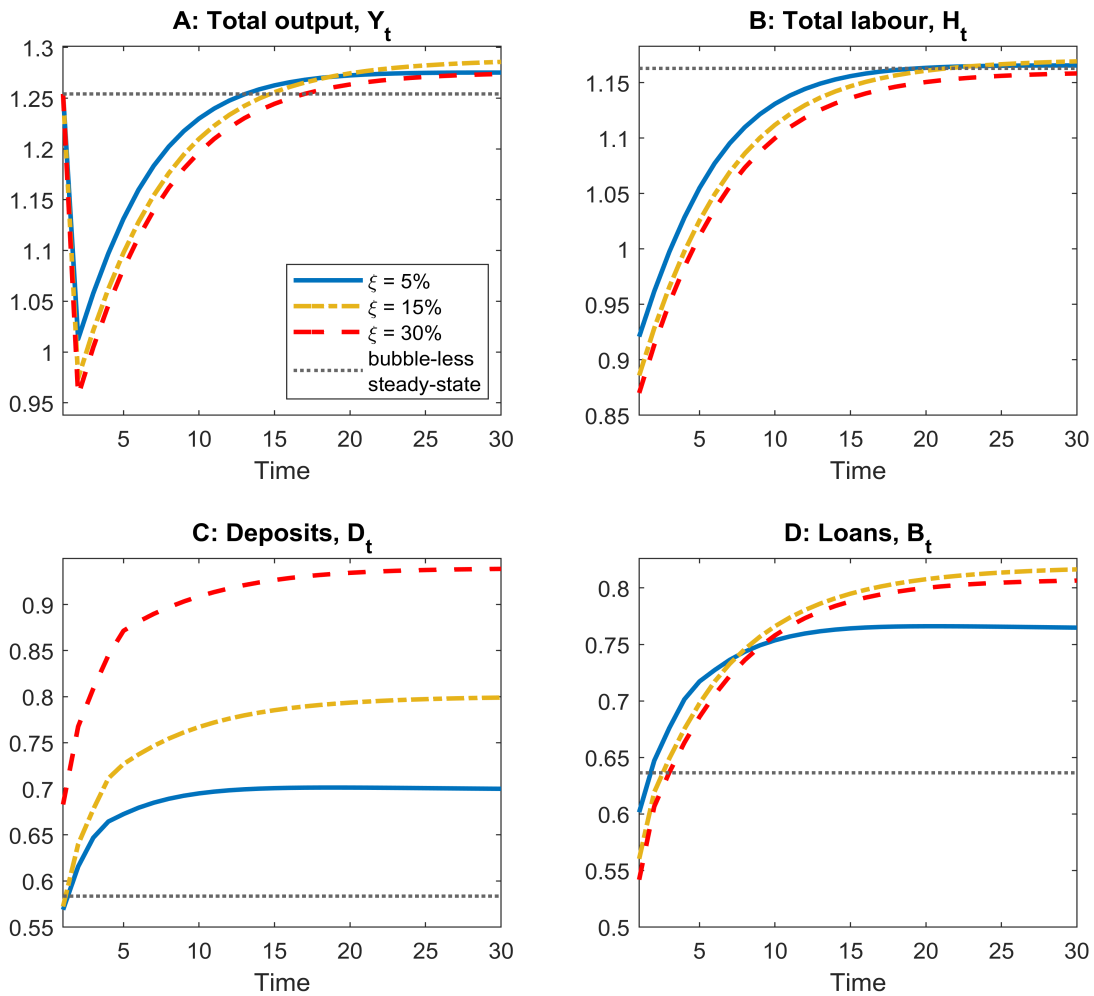 A: Total output, Yt
1.3
1.25
1.2
1.15
1.1
1.05
1
0.95
5 10 15 20 25 30
Time
ξ = 5%
ξ = 15%
ξ = 30%
bubble-less
steady-state
B: Total labour, Ht
1.15
1.1
1.05
1
0.95
0.9
0.85
5 10 15 20 25 30
Time
C: Deposits, Dt
0.9
0.85
0.8
0.75
0.7
0.65
0.6
0.55
5 10 15 20 25 30
Time
D: Loans, Bt
0.8
0.75
0.7
0.65
0.6
0.55
0.5
5 10 15 20 25 30
Time